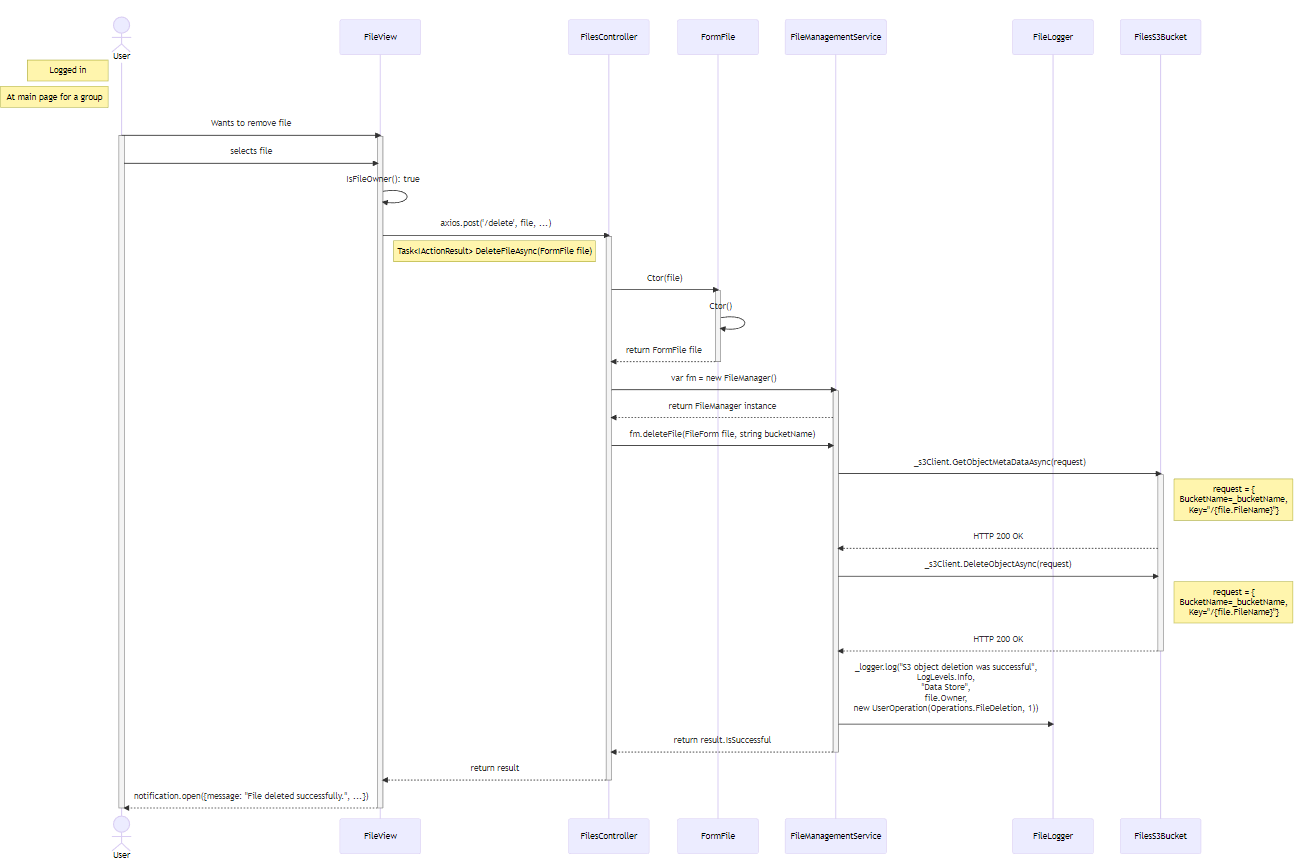 FileView
FilesController
FormFile
FileManagementService
FileLogger
FilesS3Bucket
User
Logged in
At main page for a group
Wants to remove file
selects file
IsFileOwner(): true
axios.post('/delete', file, ...)
Task<IActionResult> DeleteFileAsync(FormFile file)
Ctor(file)
Ctor()
return FormFile file
var fm = new FileManager()
return FileManager instance
fm.deleteFile(FileForm file, string bucketName)
_s3Client.GetObjectMetaDataAsync(request)
request = {
BucketName=_bucketName,
Key="/{file.FileName}"}
HTTP 200 OK
_s3Client.DeleteObjectAsync(request)
request = {
BucketName=_bucketName,
Key="/{file.FileName}"}
HTTP 200 OK
_logger.log("S3 object deletion was successful",
LogLevels.Info,
"Data Store",
file.Owner,
new UserOperation(Operations.FileDeletion, 1))
return result.IsSuccessful
return result
notification.open({message: "File deleted successfully.", ...})
FileView
FilesController
FormFile
FileManagementService
FileLogger
FilesS3Bucket
User